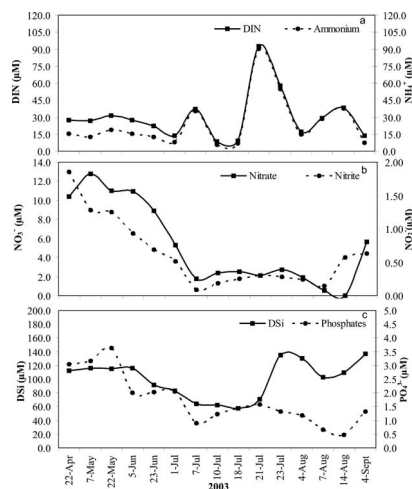 a
DIN
Ammonium
120.0 120.0
105.0 105.0
90.0 90.0
75.0 75.0
60.0 60.0
45.0 45.0
30.0 30.0
15.0 15.0
0.0 0.0
DIN (µM)
NH₄⁺ (µM)
b
Nitrate
Nitrite
14.0 2.00
12.0
10.0 1.50
8.0
6.0 1.00
4.0 0.50
2.0
0.0 0.00
NO₃⁻ (µM)
NO₂⁻(µM)
c
DSi
Phosphates
200.0 5.0
180.0 4.5
160.0 4.0
140.0 3.5
120.0 3.0
100.0 2.5
80.0 2.0
60.0 1.5
40.0 1.0
20.0 0.5
0.0 0.0
DSi (µM)
PO₄³⁻ (µM)
22-Apr
7-May
22-May
5-Jun
23-Jun
1-Jul
7-Jul
10-Jul
18-Jul
21-Jul
23-Jul
4-Aug
7-Aug
14-Aug
4-Sept
2003